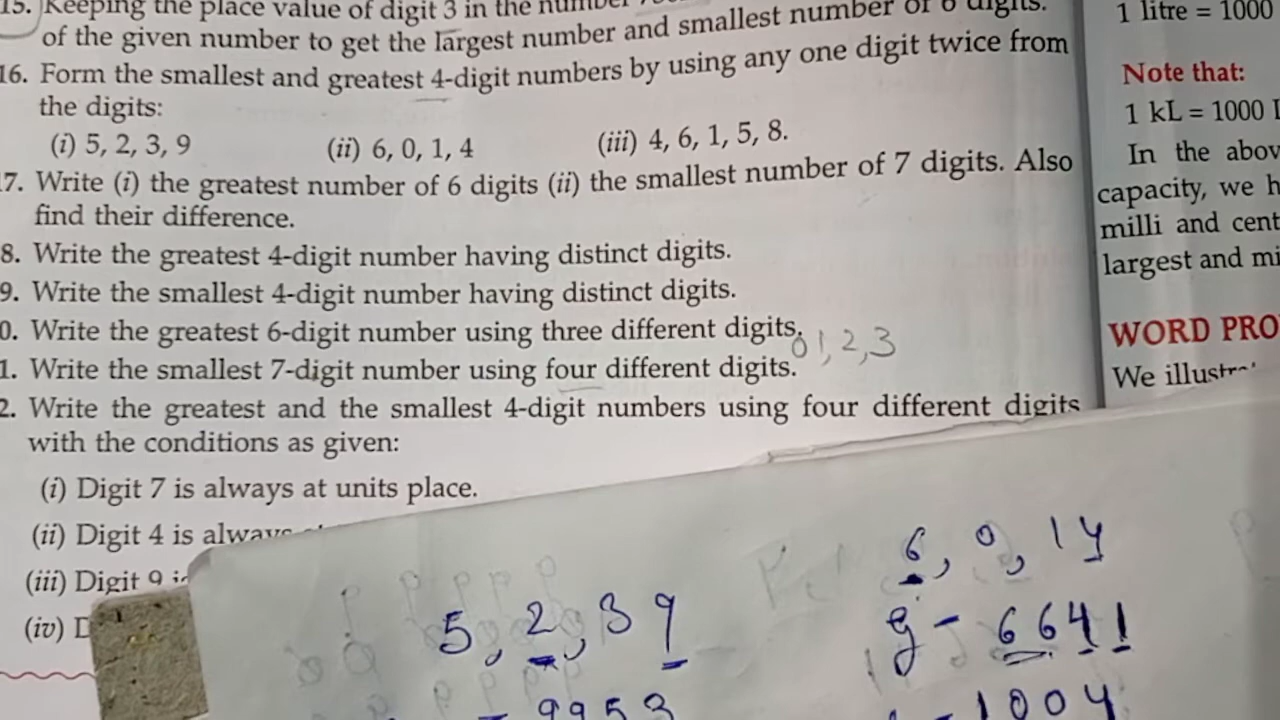 15. Keeping the place value of digit 3 in the number
of the given number to get the largest number and smallest number of 6 digits.
16. Form the smallest and greatest 4-digit numbers by using any one digit twice from
the digits:
(i) 5, 2, 3, 9 (ii) 6, 0, 1, 4 (iii) 4, 6, 1, 5, 8.
7. Write (i) the greatest number of 6 digits (ii) the smallest number of 7 digits. Also
find their difference.
8. Write the greatest 4-digit number having distinct digits.
9. Write the smallest 4-digit number having distinct digits.
0. Write the greatest 6-digit number using three different digits.
0 1, 2, 3
1. Write the smallest 7-digit number using four different digits.
2. Write the greatest and the smallest 4-digit numbers using four different digits
with the conditions as given:
(i) Digit 7 is always at units place.
(ii) Digit 4 is always
(iii) Digit 9
(iv)
1 litre = 1000
Note that:
1 kL = 1000
In the abov
capacity, we h
milli and cent
largest and mi
WORD PRO
We illustr
5, 2, 3 9
9953
6, 0, 1 4
g - 6641
1004